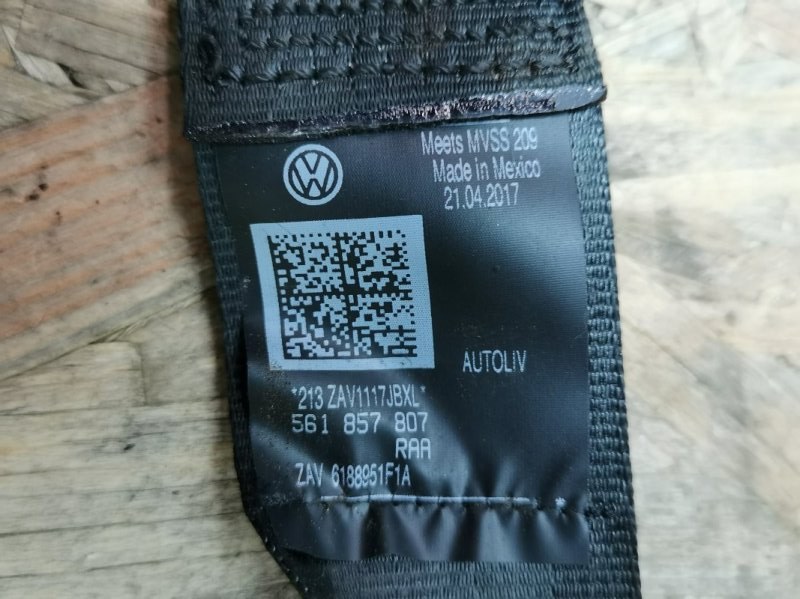 Meets MVSS 209
Made in Mexico
21.04.2017
AUTOLIV
*213 ZAV1117JBXL*
561 857 807
RAA
ZAV 6188951F1A
*